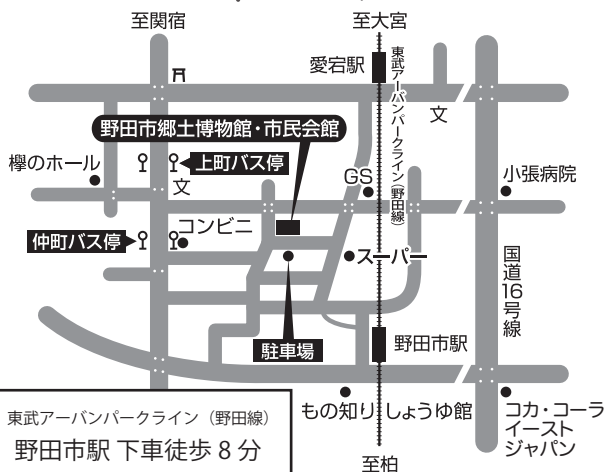 至関宿
至大宮
愛宕駅
東武アーバンパークライン(野田線)
文
野田市郷土博物館・市民会館
欅のホール
上町バス停
文
GS
小張病院
コンビニ
仲町バス停
スーパー
国道16号線
駐車場
野田市駅
もの知りしょうゆ館
コカ・コーラ
イースト
ジャパン
東武アーバンパークライン（野田線）
野田市駅 下車徒歩 8 分
至柏